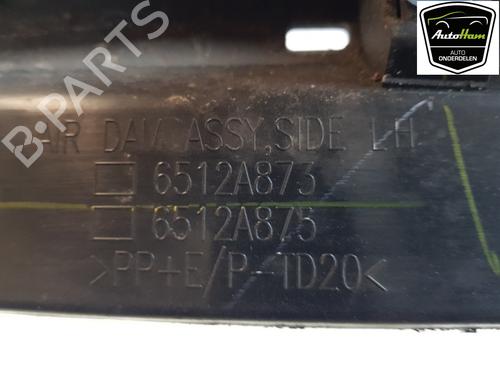 AutoHam
AUTO
ONDERDELEN
AIR DAM ASSY,SIDE LH
6512A873
6512A875
>PP+E/P-TD20<
B-Parts